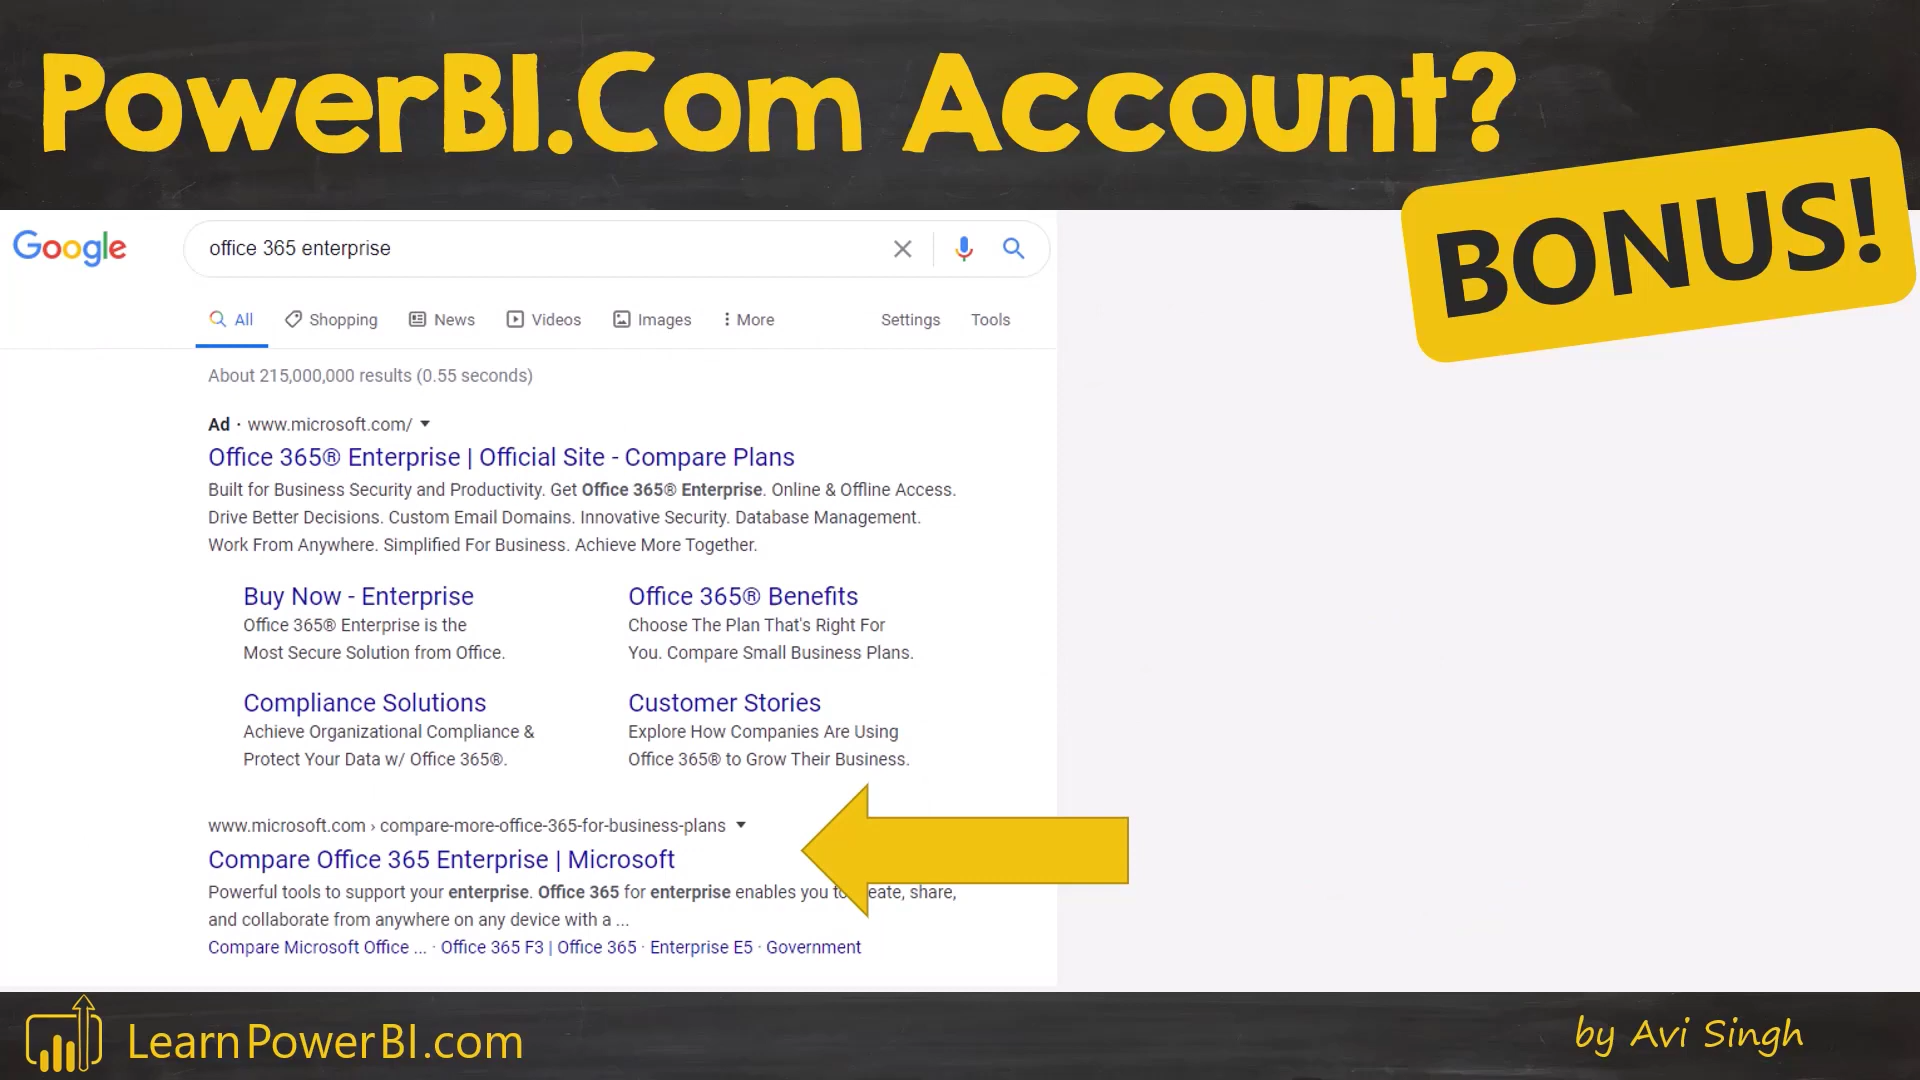 PowerBI.Com Account?
BONUS!
Google
office 365 enterprise
All Shopping News Videos Images More Settings Tools
About 215,000,000 results (0.55 seconds)
Ad · www.microsoft.com/
Office 365® Enterprise | Official Site - Compare Plans
Built for Business Security and Productivity. Get Office 365® Enterprise. Online & Offline Access.
Drive Better Decisions. Custom Email Domains. Innovative Security. Database Management.
Work From Anywhere. Simplified For Business. Achieve More Together.
Buy Now - Enterprise
Office 365® Enterprise is the
Most Secure Solution from Office.
Office 365® Benefits
Choose The Plan That's Right For
You. Compare Small Business Plans.
Compliance Solutions
Achieve Organizational Compliance &
Protect Your Data w/ Office 365®.
Customer Stories
Explore How Companies Are Using
Office 365® to Grow Their Business.
www.microsoft.com › compare-more-office-365-for-business-plans
Compare Office 365 Enterprise | Microsoft
Powerful tools to support your enterprise. Office 365 for enterprise enables you share,
and collaborate from anywhere on any device with a ...
Compare Microsoft Office ... · Office 365 F3 | Office 365 · Enterprise E5 · Government
LearnPowerBI.com
by Avi Singh